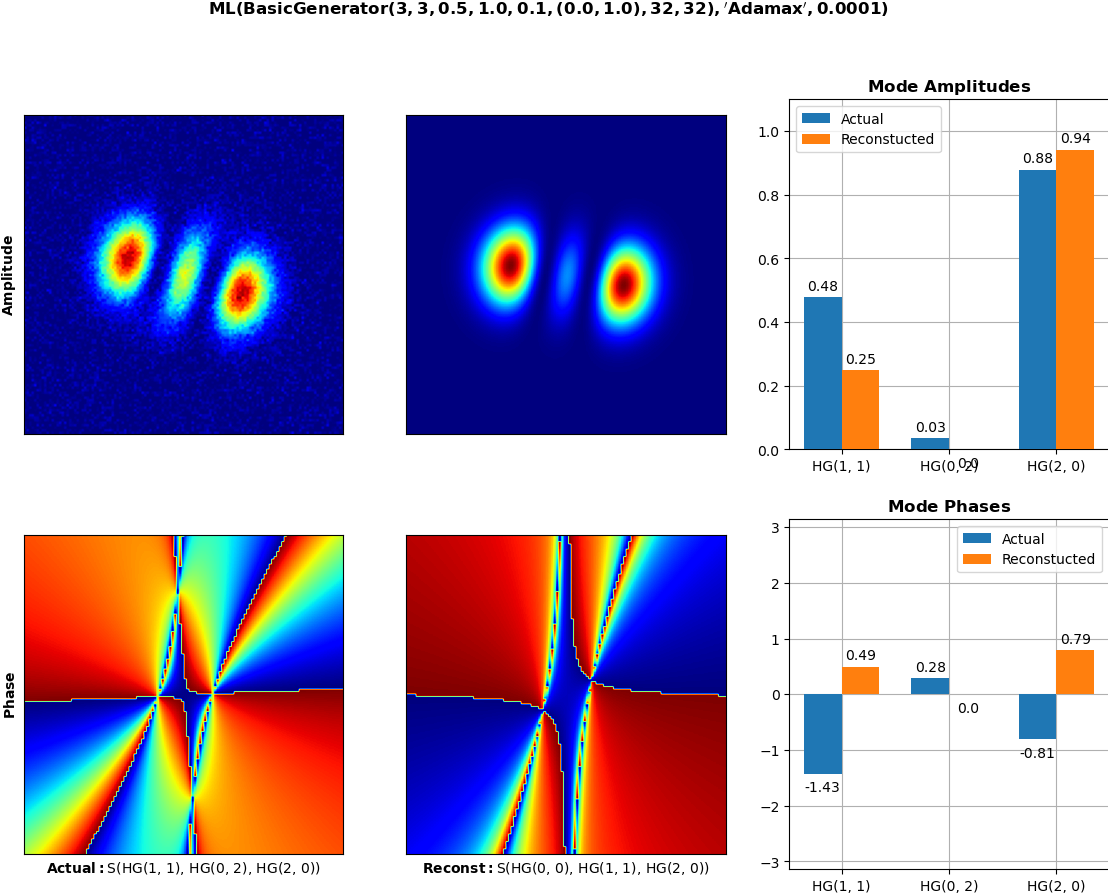 ML(BasicGenerator(3, 3, 0.5, 1.0, 0.1, (0.0, 1.0), 32, 32), 'Adamax', 0.0001)
Amplitude
Mode Amplitudes
Actual
Reconstucted
1.0
0.8
0.6
0.4
0.2
0.0
0.48
0.25
0.03
0.0
0.88
0.94
HG(1, 1)
HG(0, 2)
HG(2, 0)
Phase
Actual: S(HG(1, 1), HG(0, 2), HG(2, 0))
Reconst: S(HG(0, 0), HG(1, 1), HG(2, 0))
Mode Phases
Actual
Reconstucted
3
2
1
0
−1
−2
−3
-1.43
0.49
0.28
0.0
-0.81
0.79
HG(1, 1)
HG(0, 2)
HG(2, 0)